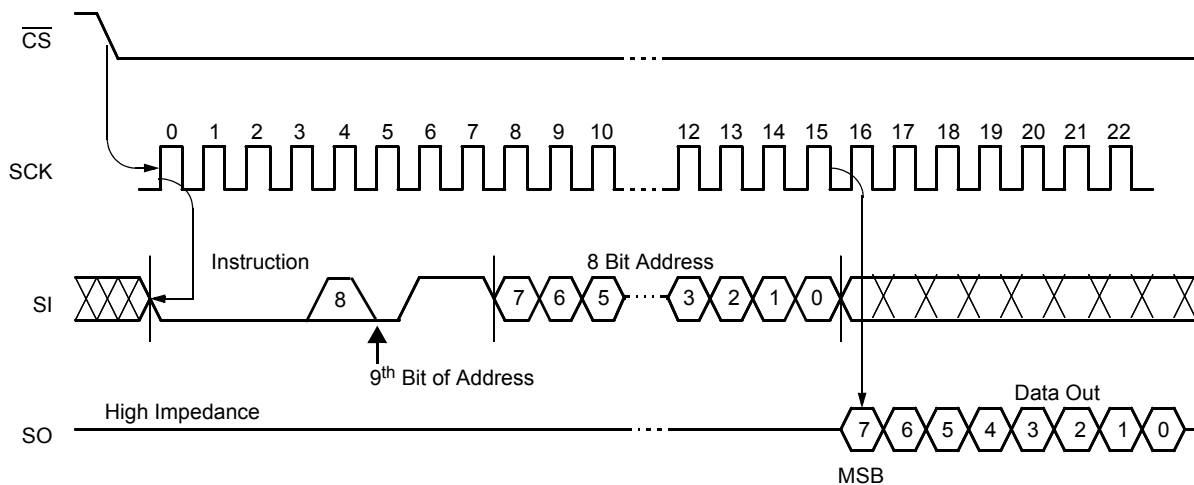 CS
0 1 2 3 4 5 6 7 8 9 10 12 13 14 15 16 17 18 19 20 21 22
SCK
Instruction 8 Bit Address
SI 8 7 6 5 3 2 1 0
9th Bit of Address
High Impedance Data Out
SO 7 6 5 4 3 2 1 0
MSB